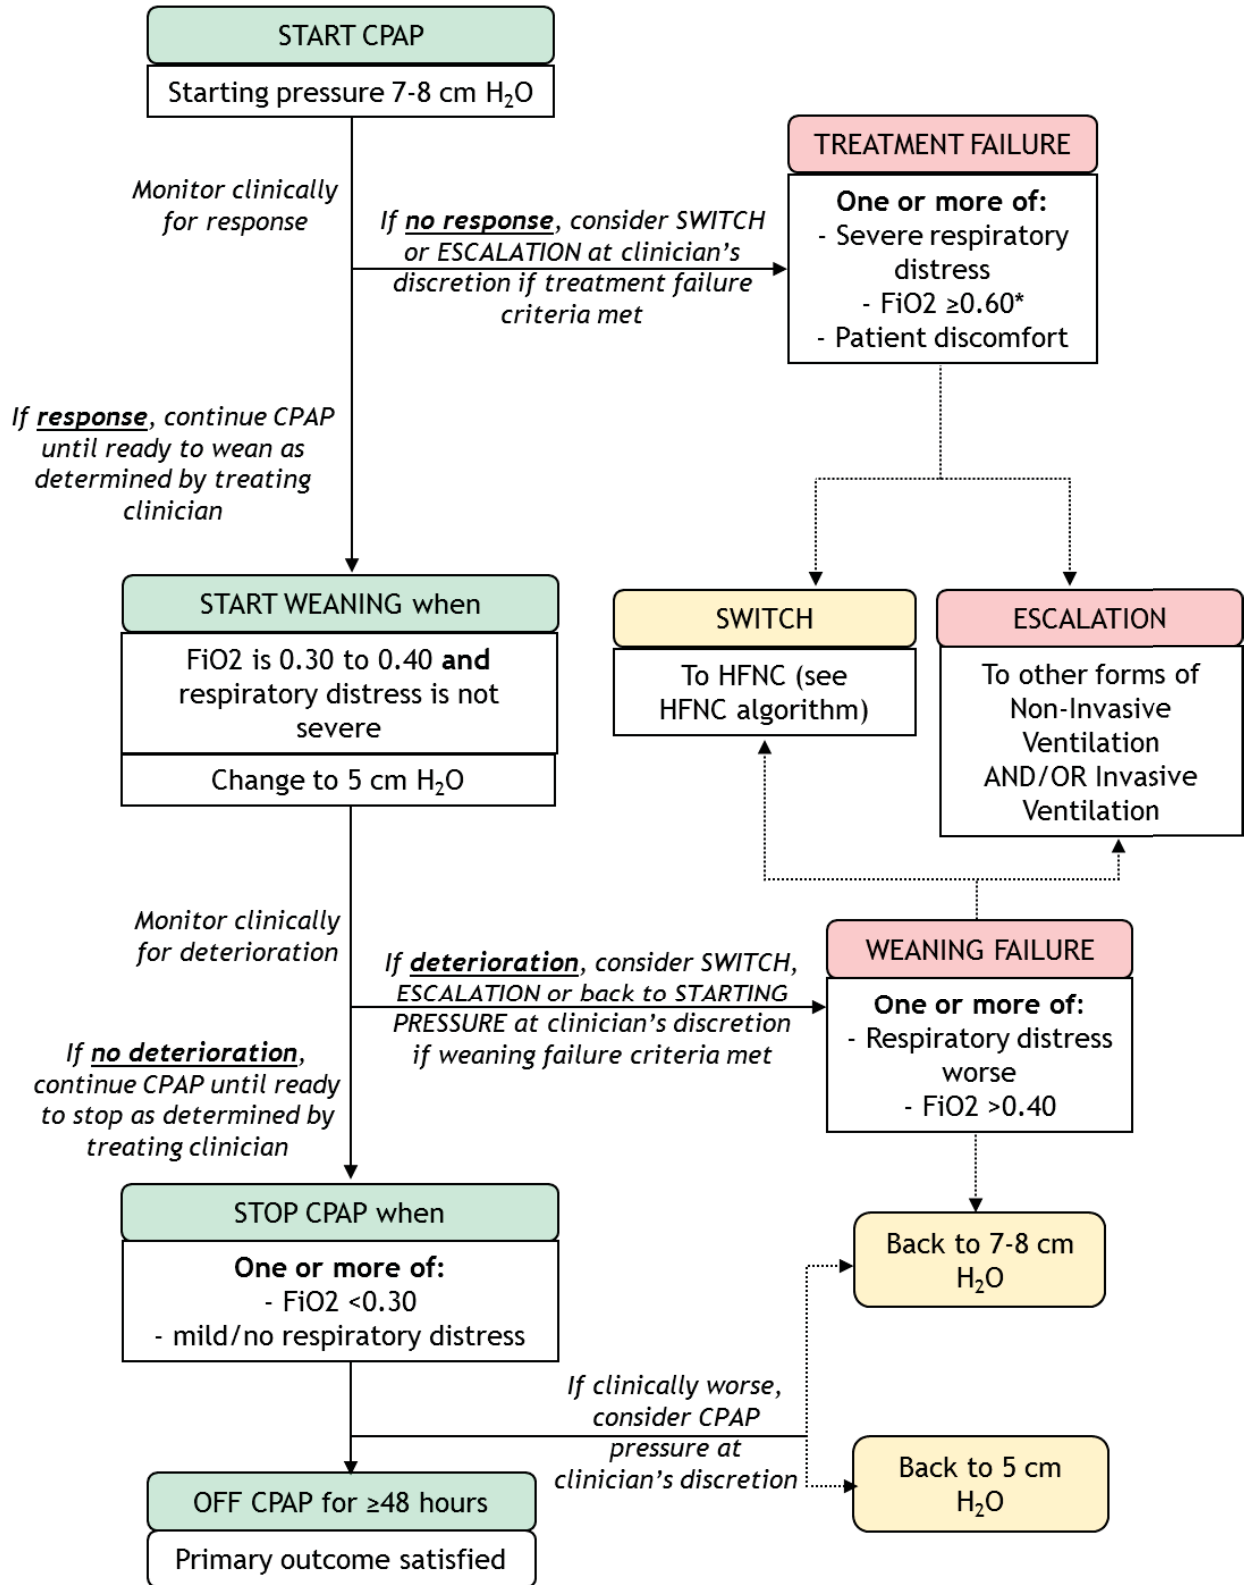 START CPAP
Starting pressure 7-8 cm H₂O
Monitor clinically
for response
If no response, consider SWITCH
or ESCALATION at clinician's
discretion if treatment failure
criteria met
TREATMENT FAILURE
One or more of:
- Severe respiratory
distress
- FiO2 ≥0.60*
- Patient discomfort
If response, continue CPAP
until ready to wean as
determined by treating
clinician
START WEANING when
FiO2 is 0.30 to 0.40 and
respiratory distress is not
severe
Change to 5 cm H₂O
SWITCH
To HFNC (see
HFNC algorithm)
ESCALATION
To other forms of
Non-Invasive
Ventilation
AND/OR Invasive
Ventilation
Monitor clinically
for deterioration
If deterioration, consider SWITCH,
ESCALATION or back to STARTING
PRESSURE at clinician's discretion
if weaning failure criteria met
WEANING FAILURE
One or more of:
- Respiratory distress
worse
- FiO2 >0.40
If no deterioration,
continue CPAP until ready
to stop as determined by
treating clinician
STOP CPAP when
One or more of:
- FiO2 <0.30
- mild/no respiratory distress
Back to 7-8 cm
H₂O
If clinically worse,
consider CPAP
pressure at
clinician's discretion
Back to 5 cm
H₂O
OFF CPAP for ≥48 hours
Primary outcome satisfied